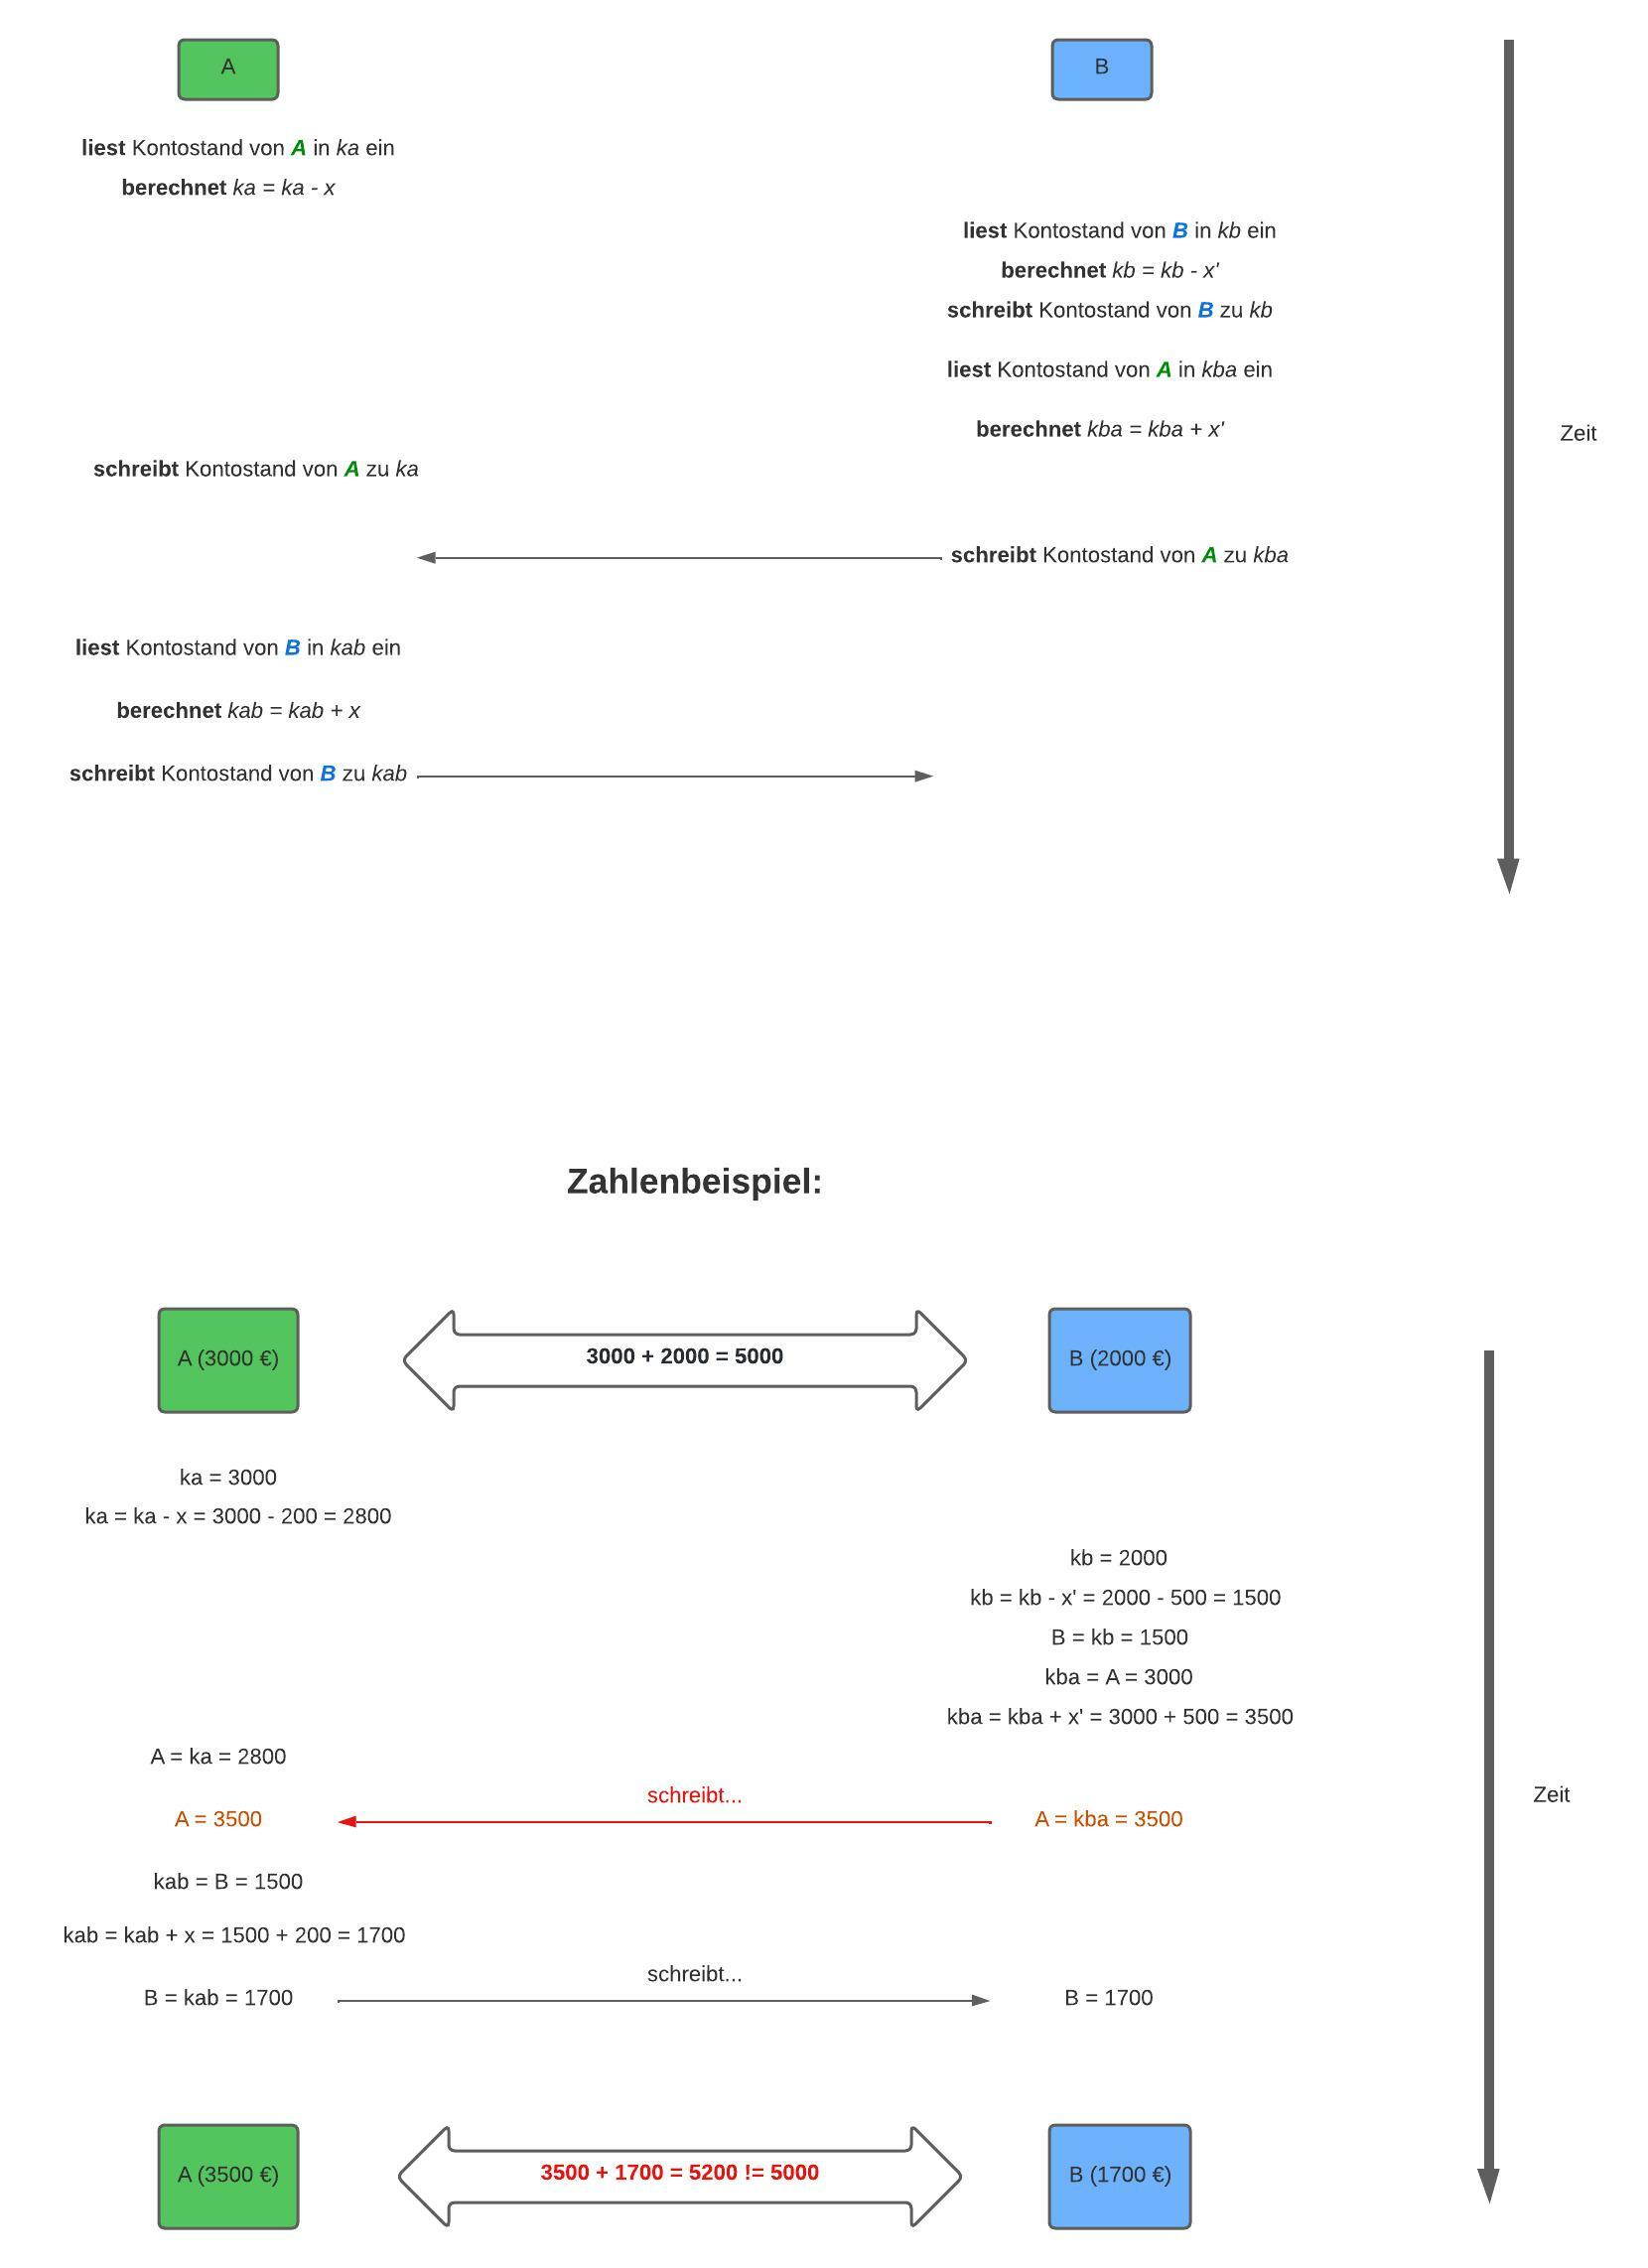 A
B
liest Kontostand von A in ka ein
berechnet ka = ka - x
liest Kontostand von B in kb ein
berechnet kb = kb - x'
schreibt Kontostand von B zu kb
liest Kontostand von A in kba ein
berechnet kba = kba + x'
Zeit
schreibt Kontostand von A zu ka
schreibt Kontostand von A zu kba
liest Kontostand von B in kab ein
berechnet kab = kab + x
schreibt Kontostand von B zu kab
Zahlenbeispiel:
A (3000 €)
3000 + 2000 = 5000
B (2000 €)
ka = 3000
ka = ka - x = 3000 - 200 = 2800
kb = 2000
kb = kb - x' = 2000 - 500 = 1500
B = kb = 1500
kba = A = 3000
kba = kba + x' = 3000 + 500 = 3500
A = ka = 2800
schreibt...
Zeit
A = 3500
A = kba = 3500
kab = B = 1500
kab = kab + x = 1500 + 200 = 1700
schreibt...
B = kab = 1700
B = 1700
A (3500 €)
3500 + 1700 = 5200 != 5000
B (1700 €)